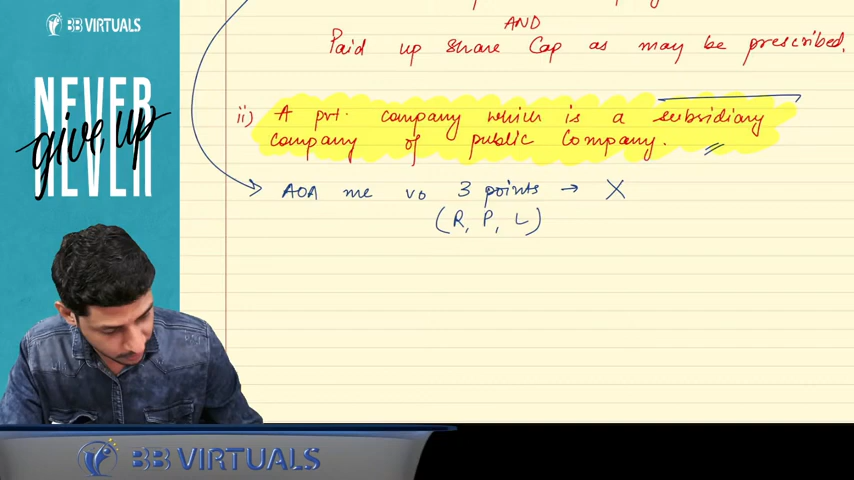 BB VIRTUALS
NEVER
give up
NEVER
AND
Paid up share Cap as may be prescribed.
ii) A pvt. company which is a subsidiary
company of public Company.
AOA me vo 3 points → X
(R, P, L)
BB VIRTUALS